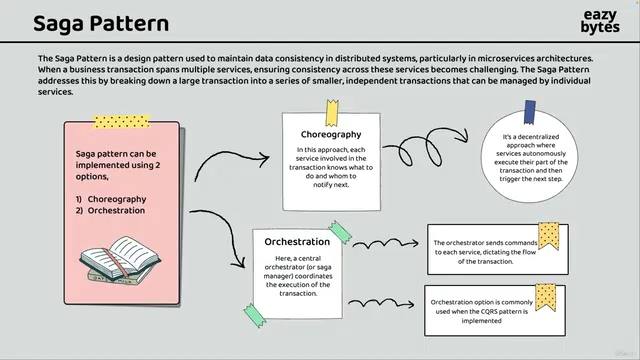 Saga Pattern
eazy
bytes
The Saga Pattern is a design pattern used to maintain data consistency in distributed systems, particularly in microservices architectures.
When a business transaction spans multiple services, ensuring consistency across these services becomes challenging. The Saga Pattern
addresses this by breaking down a large transaction into a series of smaller, independent transactions that can be managed by individual
services.
Saga pattern can be
implemented using 2
options,
1) Choreography
2) Orchestration
Choreography
In this approach, each
service involved in the
transaction knows what to
do and whom to
notify next.
It's a decentralized
approach where
services autonomously
execute their part of the
transaction and then
trigger the next step.
Orchestration
Here, a central
orchestrator (or saga
manager) coordinates
the execution of the
transaction.
The orchestrator sends commands
to each service, dictating the flow
of the transaction.
Orchestration option is commonly
used when the CQRS pattern is
implemented